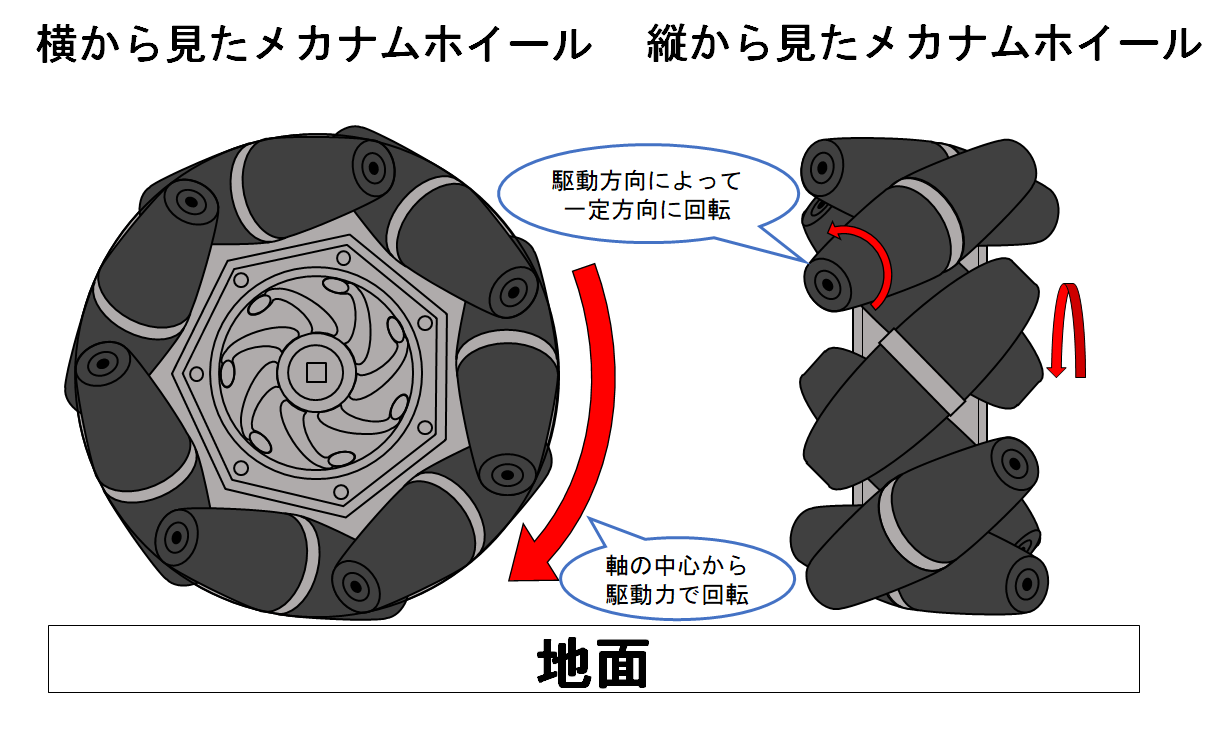 横から見たメカナムホイール
縦から見たメカナムホイール
駆動方向によって
一定方向に回転
軸の中心から
駆動力で回転
地面